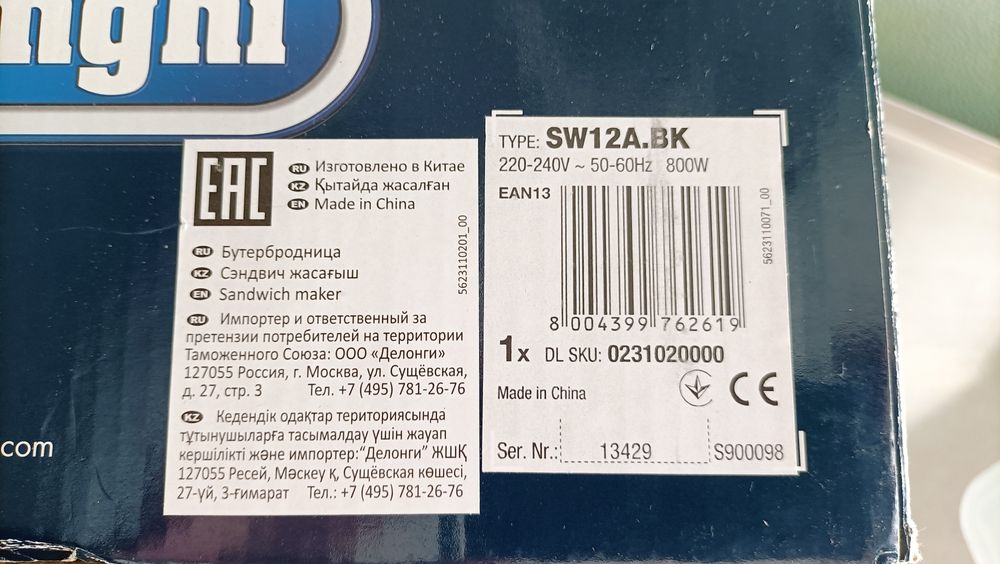 nghi
EAC
RU Изготовлено в Китае
KZ Қытайда жасалған
EN Made in China
5623110201_00
RU Бутербродница
KZ Сэндвич жасағыш
EN Sandwich maker
RU Импортер и ответственный за
претензии потребителей на территории
Таможенного Союза: ООО «Делонги»
127055 Россия, г. Москва, ул. Сущёвская,
д. 27, стр. 3 Тел. +7 (495) 781-26-76
KZ Кедендік одақтар териториясында
тұтынушыларға тасымалдау үшін жауап
кершілікті және импортер:“Делонги” ЖШҚ
127055 Ресей, Мәскеу қ, Сущёвская көшесі,
27-үй, 3-ғимарат Тел.: +7 (495) 781-26-76
.com
TYPE: SW12A.BK
220-240V ~ 50-60Hz 800W
EAN13
5623110071_00
8 004399 762619
1x DL SKU: 0231020000
Made in China
CE
Ser. Nr.: 13429 S900098